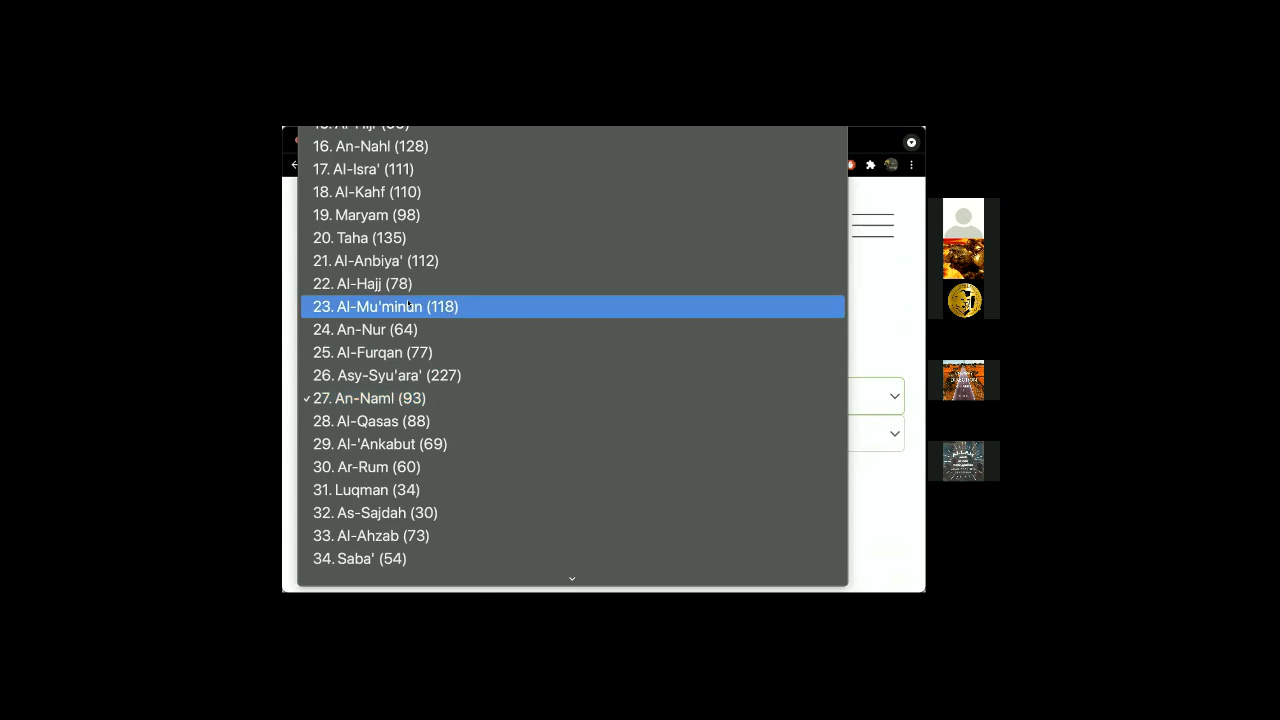 16. An-Nahl (128)
17. Al-Isra' (111)
18. Al-Kahf (110)
19. Maryam (98)
20. Taha (135)
21. Al-Anbiya' (112)
22. Al-Hajj (78)
23. Al-Mu'minun (118)
24. An-Nur (64)
25. Al-Furqan (77)
26. Asy-Syu'ara' (227)
27. An-Naml (93)
28. Al-Qasas (88)
29. Al-'Ankabut (69)
30. Ar-Rum (60)
31. Luqman (34)
32. As-Sajdah (30)
33. Al-Ahzab (73)
34. Saba' (54)
DIRECTION
ALLAH